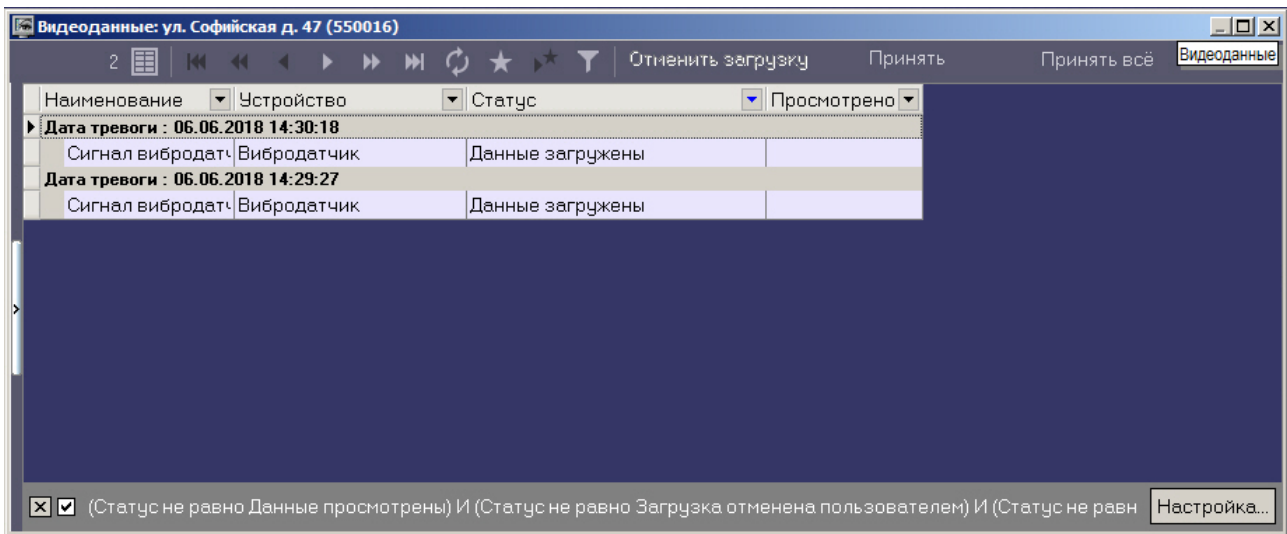 Видеоданные: ул. Софийская д. 47 (550016)
2 Отменить загрузку Принять Принять всё Видеоданные
Наименование Устройство Статус Просмотрено
Дата тревоги : 06.06.2018 14:30:18
Сигнал вибродатч Вибродатчик Данные загружены
Дата тревоги : 06.06.2018 14:29:27
Сигнал вибродатч Вибродатчик Данные загружены
(Статус не равно Данные просмотрены) И (Статус не равно Загрузка отменена пользователем) И (Статус не равн Настройка...